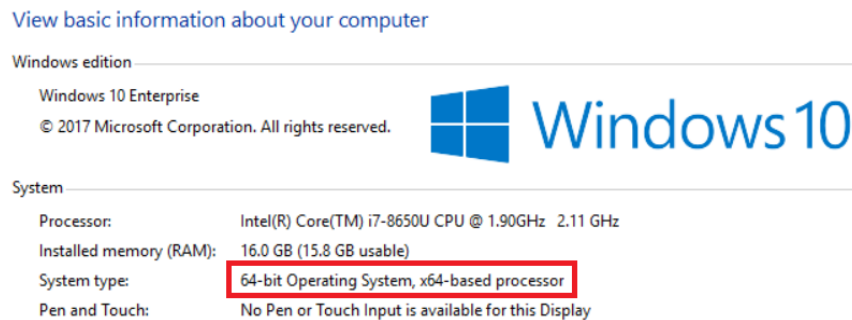 View basic information about your computer
Windows edition
Windows 10 Enterprise
© 2017 Microsoft Corporation. All rights reserved.
Windows 10
System
Processor: Intel(R) Core(TM) i7-8650U CPU @ 1.90GHz 2.11 GHz
Installed memory (RAM): 16.0 GB (15.8 GB usable)
System type: 64-bit Operating System, x64-based processor
Pen and Touch: No Pen or Touch Input is available for this Display